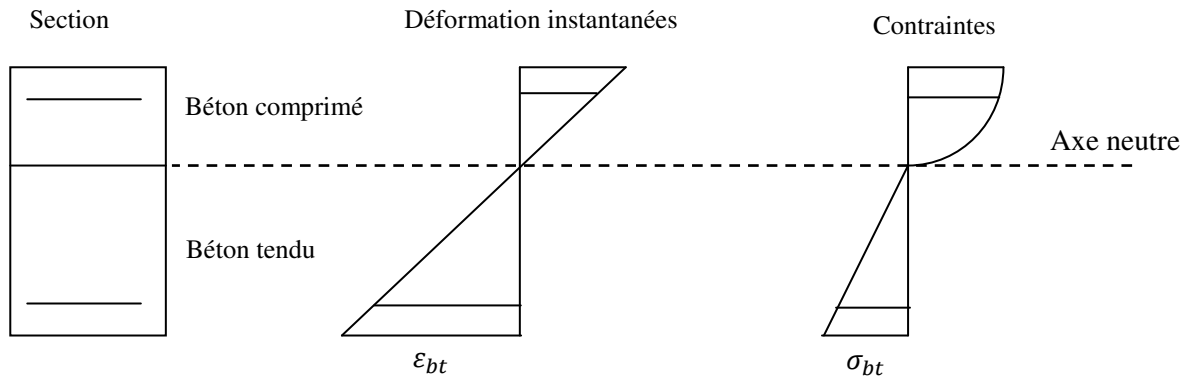 Section
Déformation instantanées
Contraintes
Béton comprimé
Axe neutre
Béton tendu
ε_bt
σ_bt